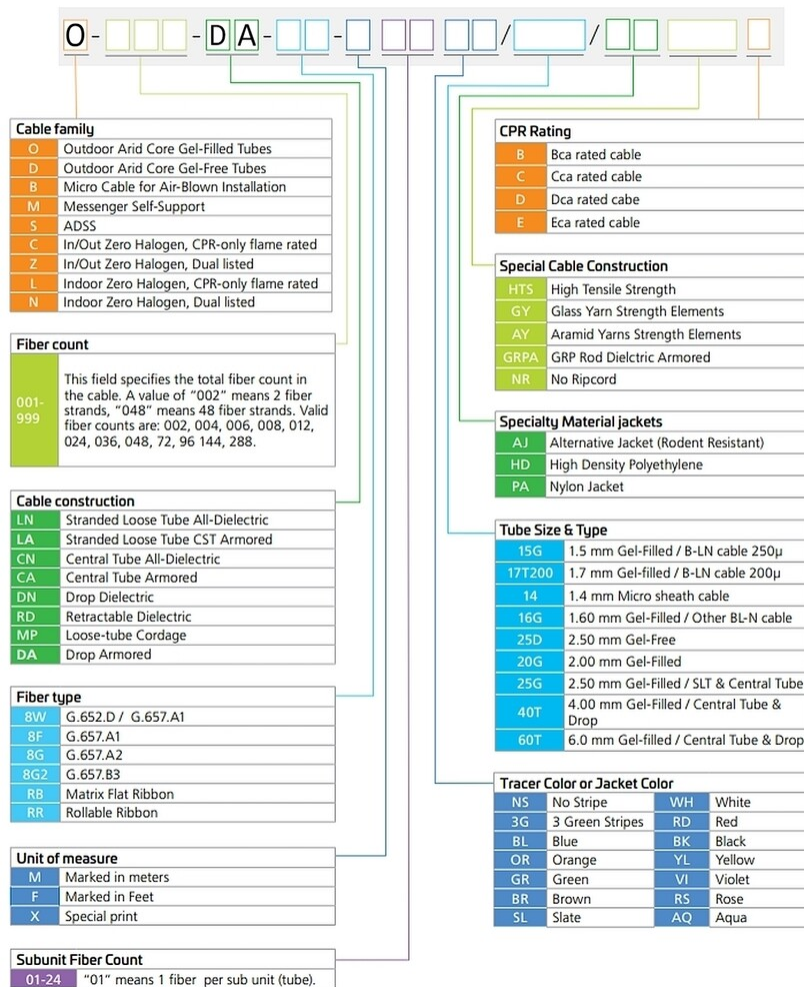 O - - DA - - / /
Cable family
O Outdoor Arid Core Gel-Filled Tubes
D Outdoor Arid Core Gel-Free Tubes
B Micro Cable for Air-Blown Installation
M Messenger Self-Support
S ADSS
C In/Out Zero Halogen, CPR-only flame rated
Z In/Out Zero Halogen, Dual listed
L Indoor Zero Halogen, CPR-only flame rated
N Indoor Zero Halogen, Dual listed
Fiber count
001-
999
This field specifies the total fiber count in
the cable. A value of “002” means 2 fiber
strands, “048” means 48 fiber strands. Valid
fiber counts are: 002, 004, 006, 008, 012,
024, 036, 048, 72, 96 144, 288.
Cable construction
LN Stranded Loose Tube All-Dielectric
LA Stranded Loose Tube CST Armored
CN Central Tube All-Dielectric
CA Central Tube Armored
DN Drop Dielectric
RD Retractable Dielectric
MP Loose-tube Cordage
DA Drop Armored
Fiber type
8W G.652.D / G.657.A1
8F G.657.A1
8G G.657.A2
8G2 G.657.B3
RB Matrix Flat Ribbon
RR Rollable Ribbon
Unit of measure
M Marked in meters
F Marked in Feet
X Special print
Subunit Fiber Count
01-24 “01” means 1 fiber per sub unit (tube).
CPR Rating
B Bca rated cable
C Cca rated cable
D Dca rated cabe
E Eca rated cable
Special Cable Construction
HTS High Tensile Strength
GY Glass Yarn Strength Elements
AY Aramid Yarns Strength Elements
GRPA GRP Rod Dielctric Armored
NR No Ripcord
Specialty Material jackets
AJ Alternative Jacket (Rodent Resistant)
HD High Density Polyethylene
PA Nylon Jacket
Tube Size & Type
15G 1.5 mm Gel-Filled / B-LN cable 250µ
17T200 1.7 mm Gel-filled / B-LN cable 200µ
14 1.4 mm Micro sheath cable
16G 1.60 mm Gel-Filled / Other BL-N cable
25D 2.50 mm Gel-Free
20G 2.00 mm Gel-Filled
25G 2.50 mm Gel-Filled / SLT & Central Tube
40T 4.00 mm Gel-Filled / Central Tube &
Drop
60T 6.0 mm Gel-filled / Central Tube & Drop
Tracer Color or Jacket Color
NS No Stripe WH White
3G 3 Green Stripes RD Red
BL Blue BK Black
OR Orange YL Yellow
GR Green VI Violet
BR Brown RS Rose
SL Slate AQ Aqua